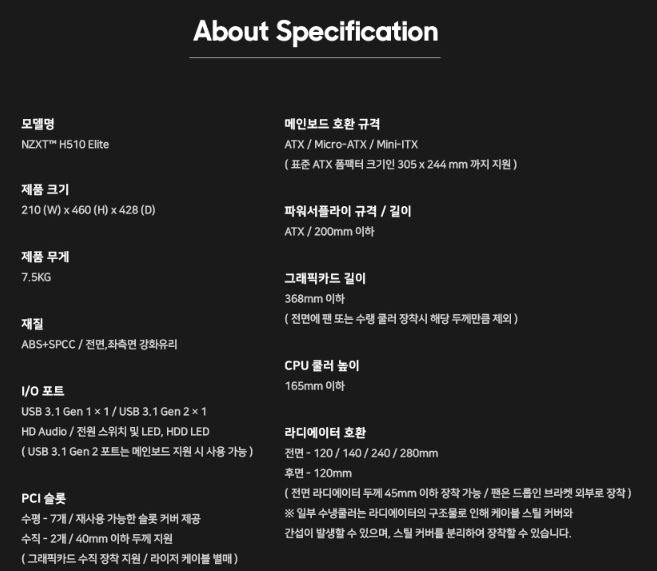 About Specification
모델명
NZXT™ H510 Elite
제품 크기
210 (W) x 460 (H) x 428 (D)
제품 무게
7.5KG
재질
ABS+SPCC / 전면,좌측면 강화유리
I/O 포트
USB 3.1 Gen 1 × 1 / USB 3.1 Gen 2 × 1
HD Audio / 전원 스위치 및 LED, HDD LED
( USB 3.1 Gen 2 포트는 메인보드 지원 시 사용 가능 )
PCI 슬롯
수평 - 7개 / 재사용 가능한 슬롯 커버 제공
수직 - 2개 / 40mm 이하 두께 지원
( 그래픽카드 수직 장착 지원 / 라이저 케이블 별매 )
메인보드 호환 규격
ATX / Micro-ATX / Mini-ITX
( 표준 ATX 폼팩터 크기인 305 x 244 mm 까지 지원 )
파워서플라이 규격 / 길이
ATX / 200mm 이하
그래픽카드 길이
368mm 이하
( 전면에 팬 또는 수랭 쿨러 장착시 해당 두께만큼 제외 )
CPU 쿨러 높이
165mm 이하
라디에이터 호환
전면 - 120 / 140 / 240 / 280mm
후면 - 120mm
( 전면 라디에이터 두께 45mm 이하 장착 가능 / 팬은 드롭인 브라켓 외부로 장착 )
※ 일부 수냉쿨러는 라디에이터의 구조물로 인해 케이블 스틸 커버와
간섭이 발생할 수 있으며, 스틸 커버를 분리하여 장착할 수 있습니다.